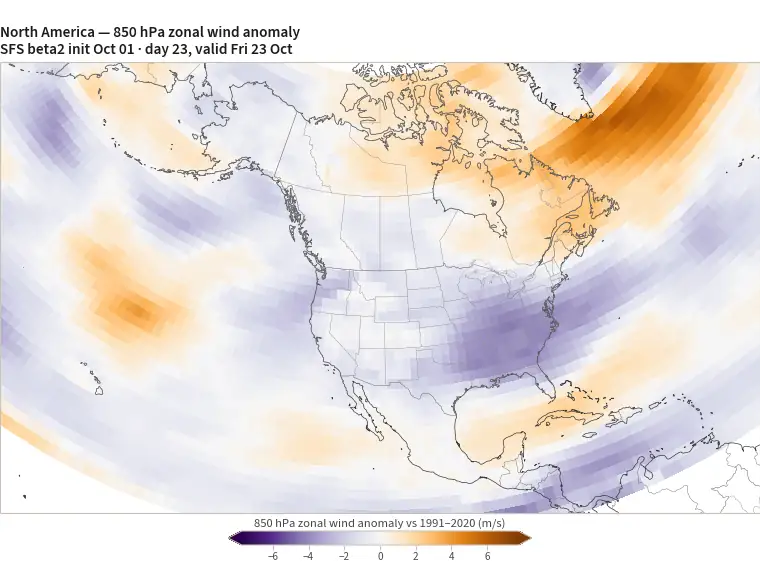 North America — 850 hPa zonal wind anomaly
SFS beta2 init Oct 01 · day 23, valid Fri 23 Oct
850 hPa zonal wind anomaly vs 1991–2020 (m/s)
−6 −4 −2 0 2 4 6